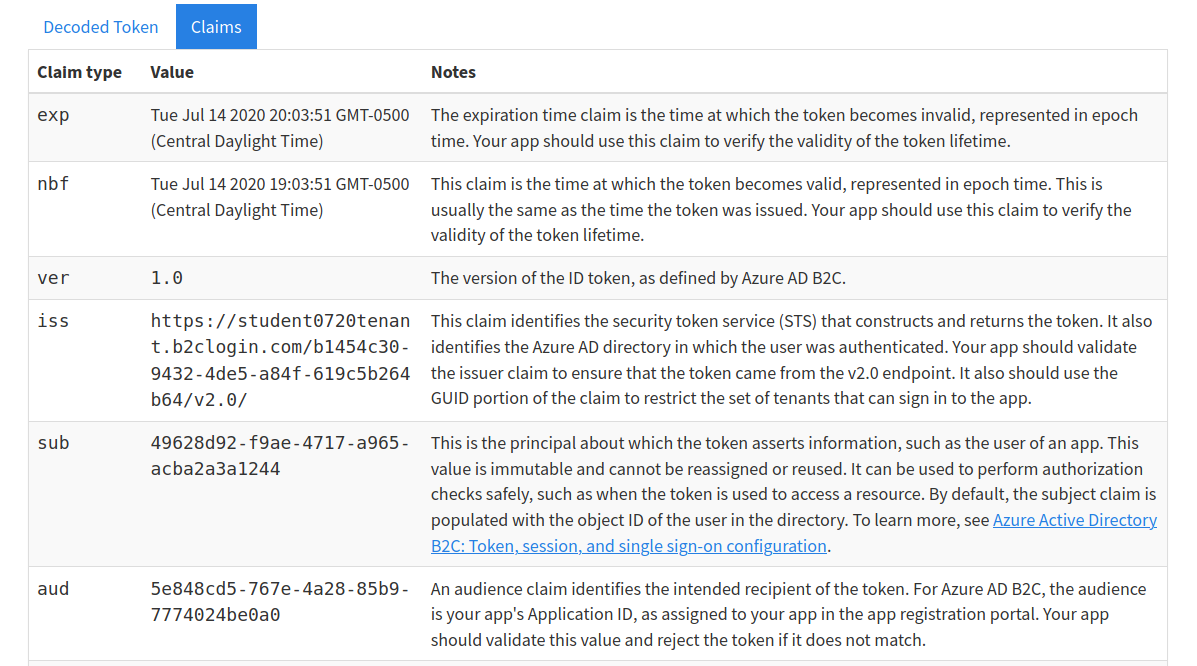 Decoded Token Claims
Claim type Value Notes
exp Tue Jul 14 2020 20:03:51 GMT-0500 The expiration time claim is the time at which the token becomes invalid, represented in epoch
(Central Daylight Time) time. Your app should use this claim to verify the validity of the token lifetime.
nbf Tue Jul 14 2020 19:03:51 GMT-0500 This claim is the time at which the token becomes valid, represented in epoch time. This is
(Central Daylight Time) usually the same as the time the token was issued. Your app should use this claim to verify the
validity of the token lifetime.
ver 1.0 The version of the ID token, as defined by Azure AD B2C.
iss https://student0720tenan This claim identifies the security token service (STS) that constructs and returns the token. It also
t.b2clogin.com/b1454c30- identifies the Azure AD directory in which the user was authenticated. Your app should validate
9432-4de5-a84f-619c5b264 the issuer claim to ensure that the token came from the v2.0 endpoint. It also should use the
b64/v2.0/ GUID portion of the claim to restrict the set of tenants that can sign in to the app.
sub 49628d92-f9ae-4717-a965- This is the principal about which the token asserts information, such as the user of an app. This
acba2a3a1244 value is immutable and cannot be reassigned or reused. It can be used to perform authorization
checks safely, such as when the token is used to access a resource. By default, the subject claim is
populated with the object ID of the user in the directory. To learn more, see Azure Active Directory
B2C: Token, session, and single sign-on configuration.
aud 5e848cd5-767e-4a28-85b9- An audience claim identifies the intended recipient of the token. For Azure AD B2C, the audience
7774024be0a0 is your app's Application ID, as assigned to your app in the app registration portal. Your app
should validate this value and reject the token if it does not match.